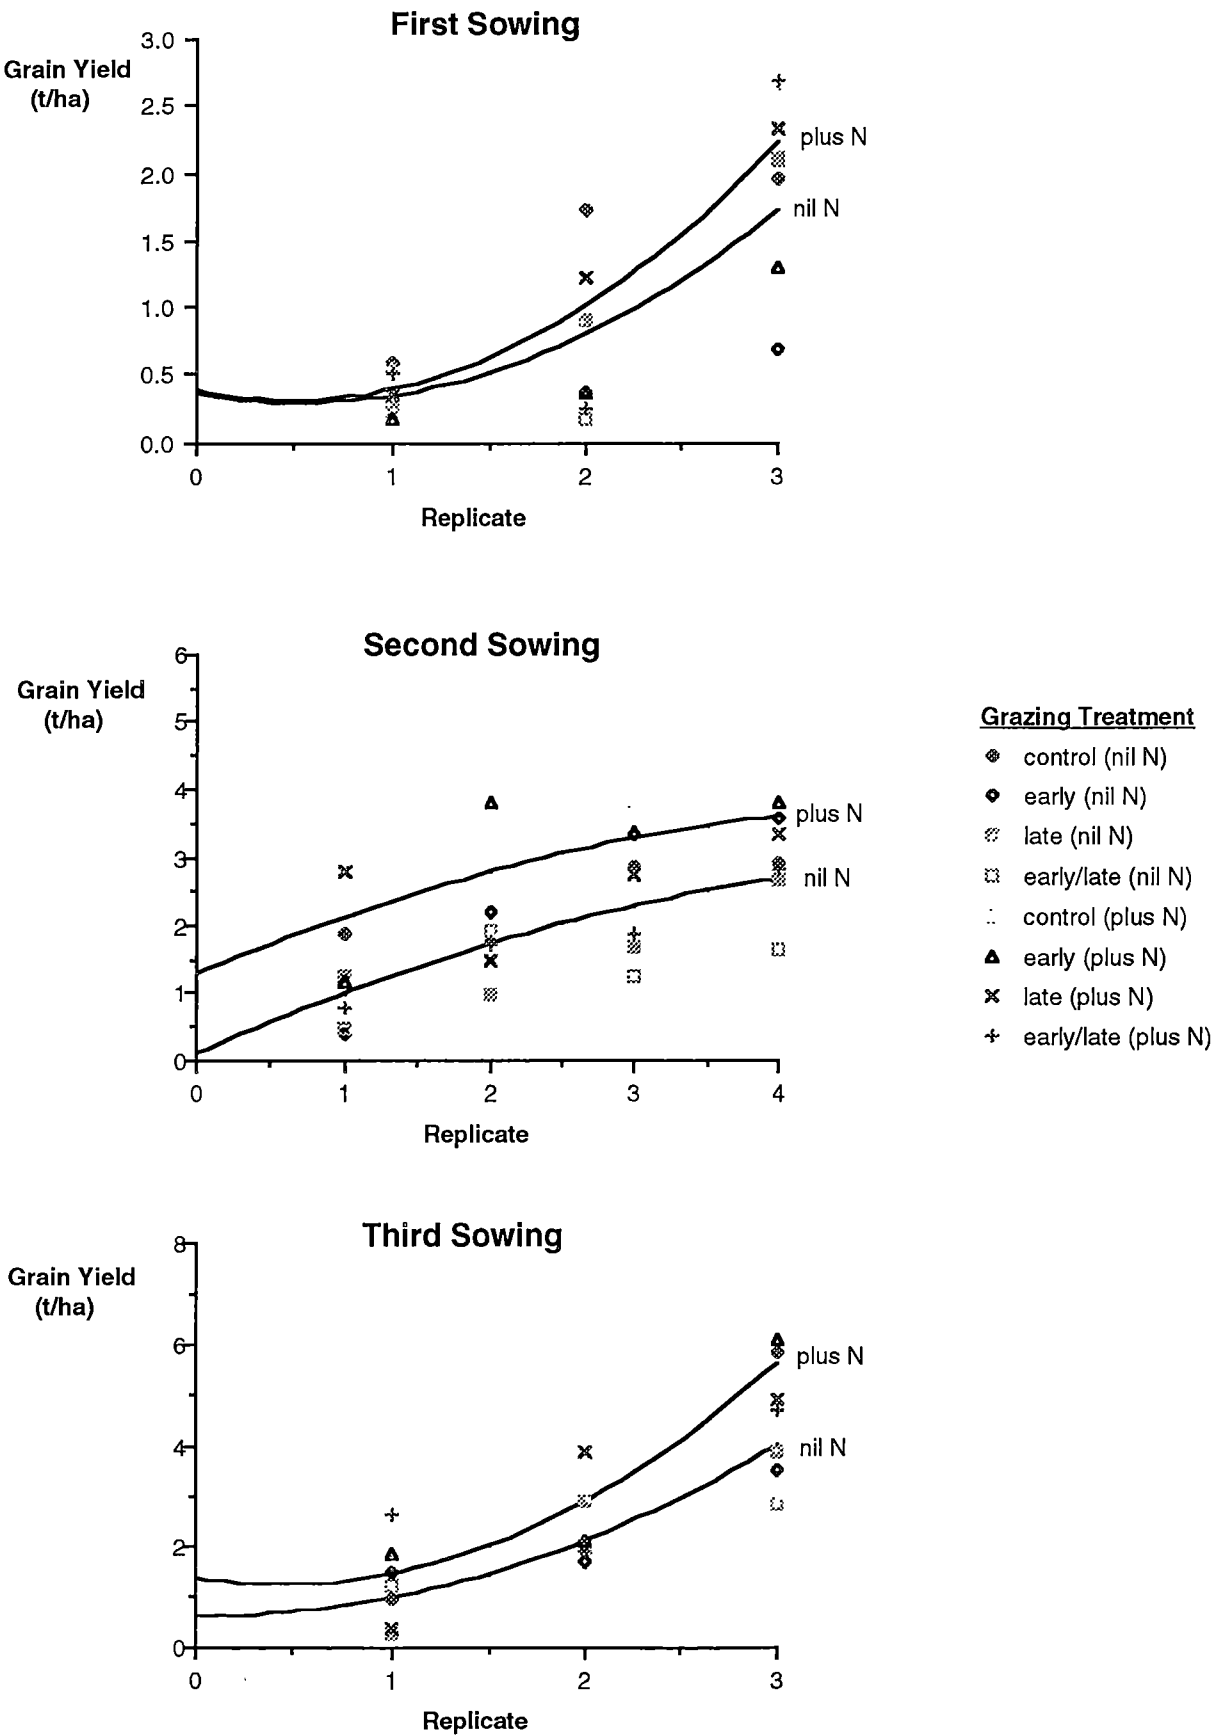 First Sowing
Grain Yield
(t/ha)
3.0
2.5
2.0
1.5
1.0
0.5
0.0
plus N
nil N
0 1 2 3
Replicate
Second Sowing
Grain Yield
(t/ha)
6
5
4
3
2
1
0
plus N
nil N
0 1 2 3 4
Replicate
Grazing Treatment
control (nil N)
early (nil N)
late (nil N)
early/late (nil N)
control (plus N)
early (plus N)
late (plus N)
early/late (plus N)
Third Sowing
Grain Yield
(t/ha)
8
6
4
2
0
plus N
nil N
0 1 2 3
Replicate